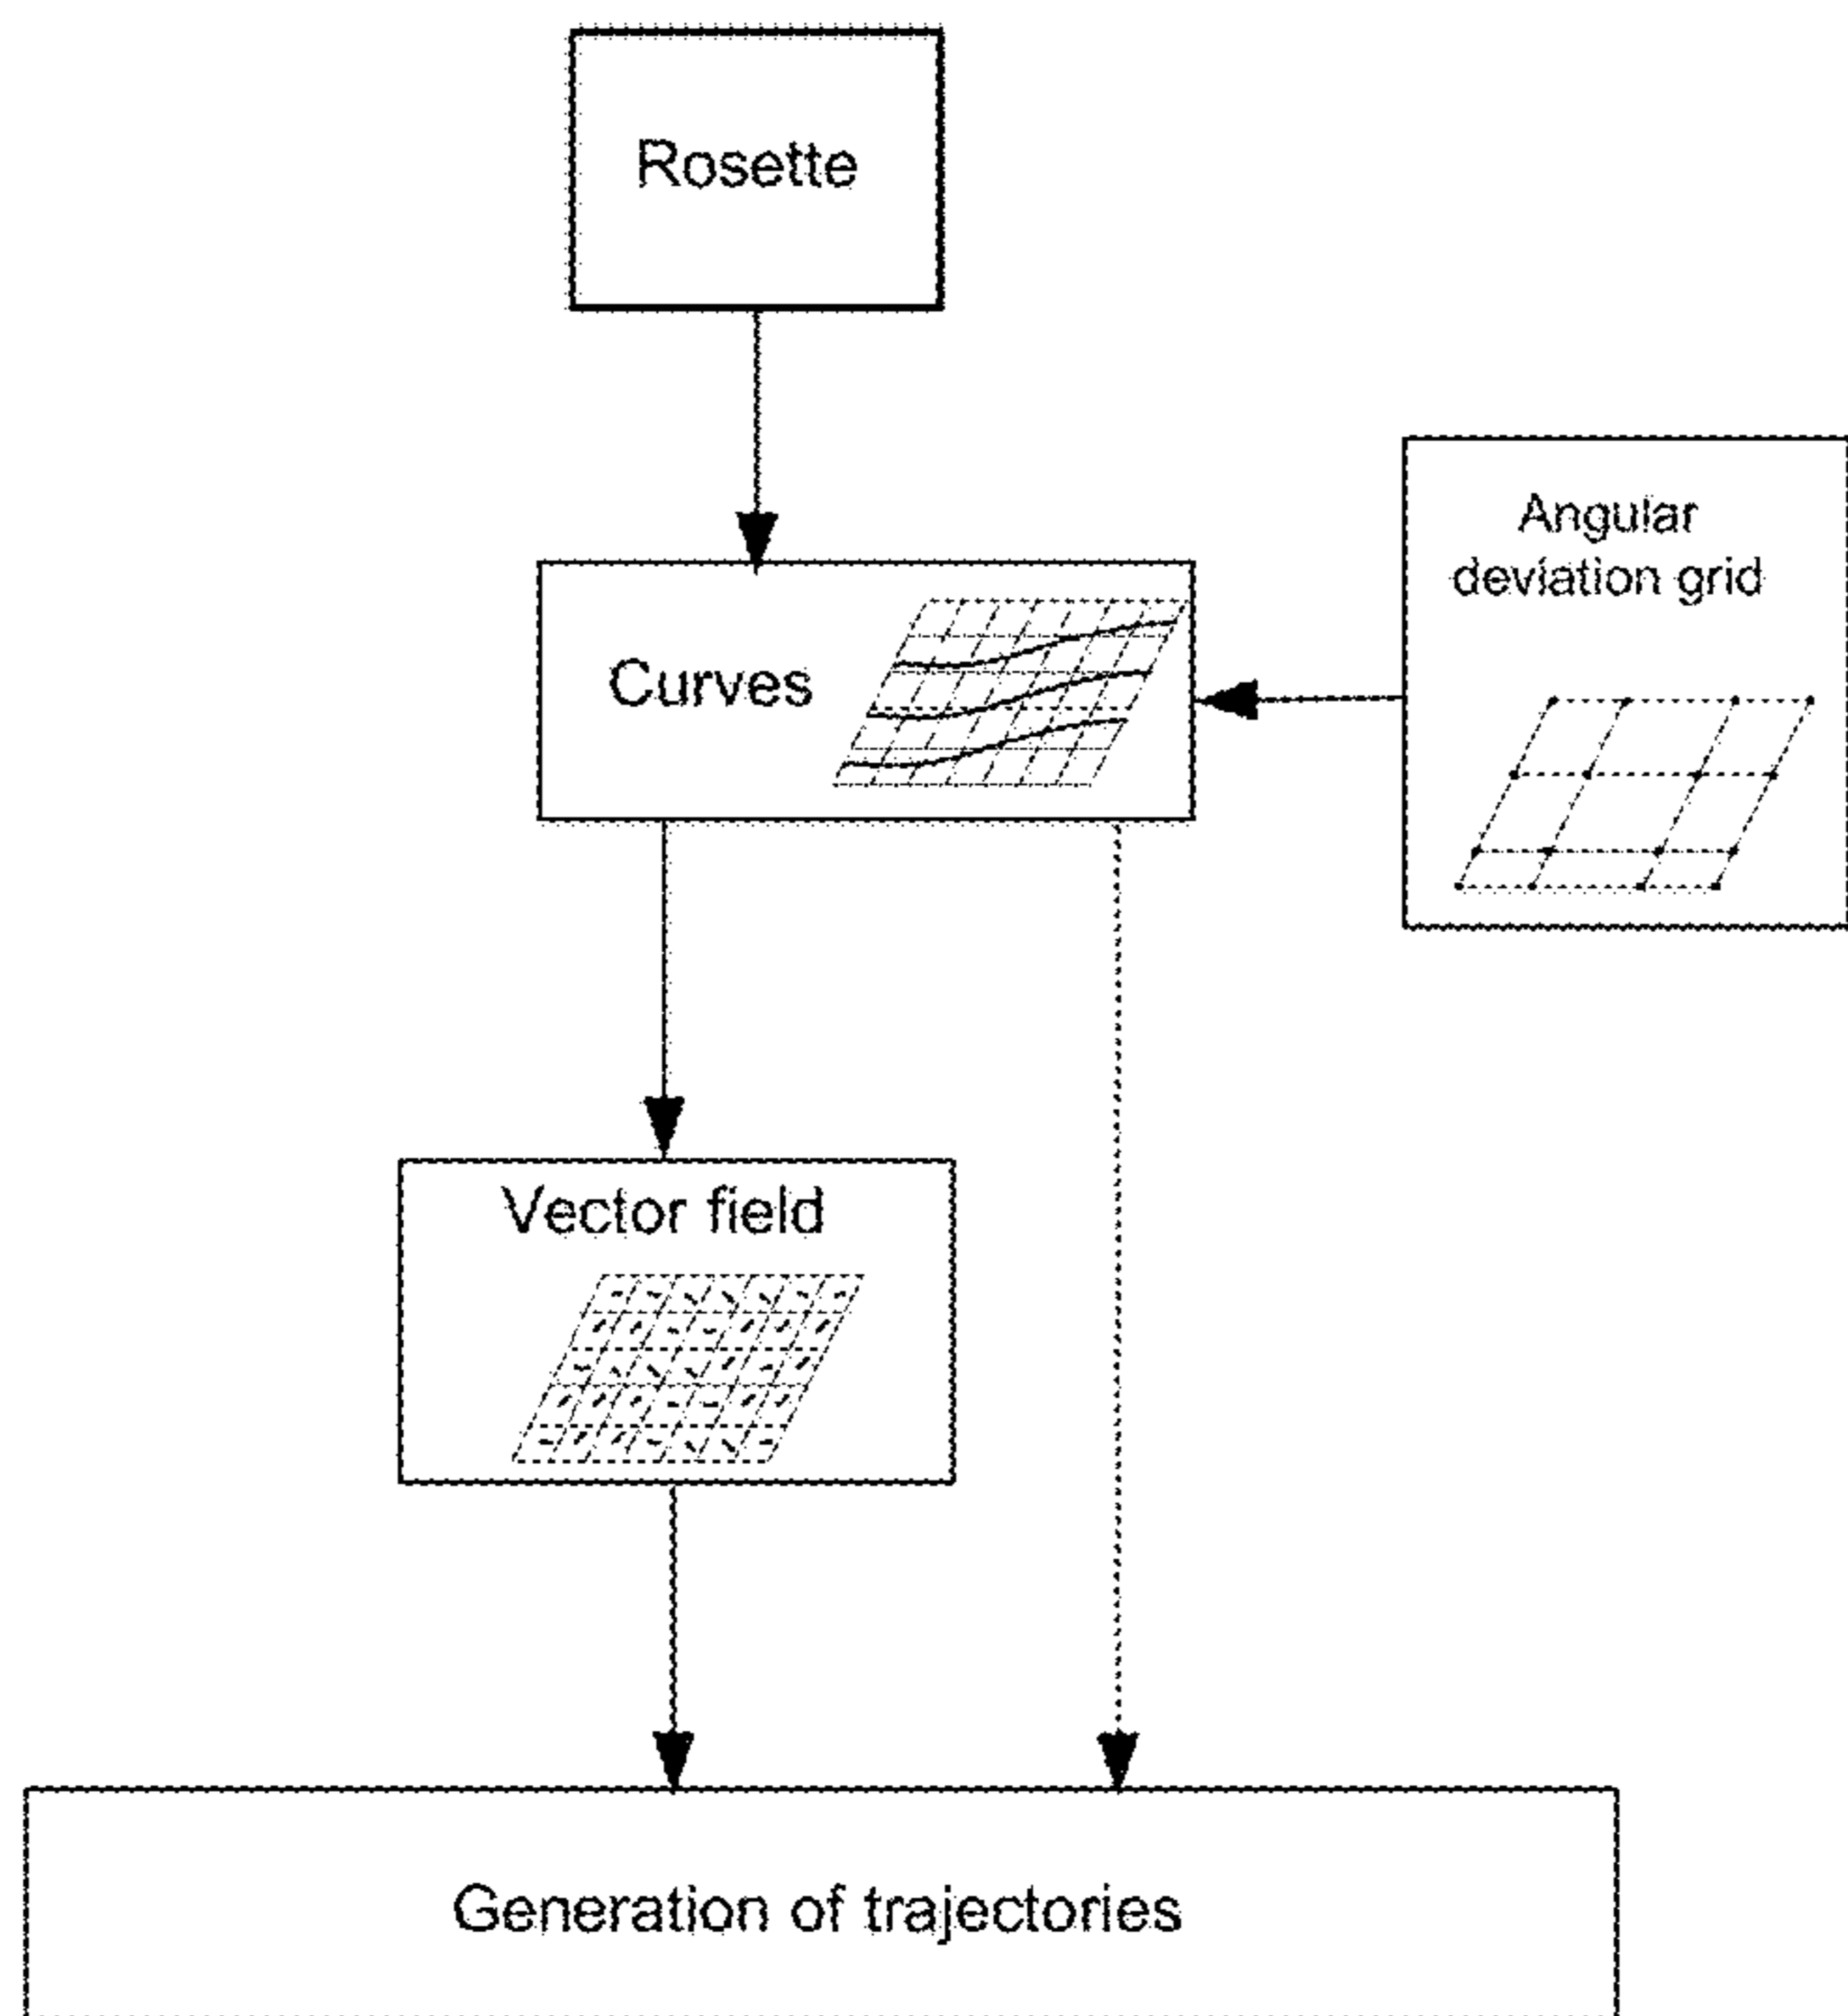 Rosette
Angular
deviation grid
Curves
Vector field
Generation of trajectories